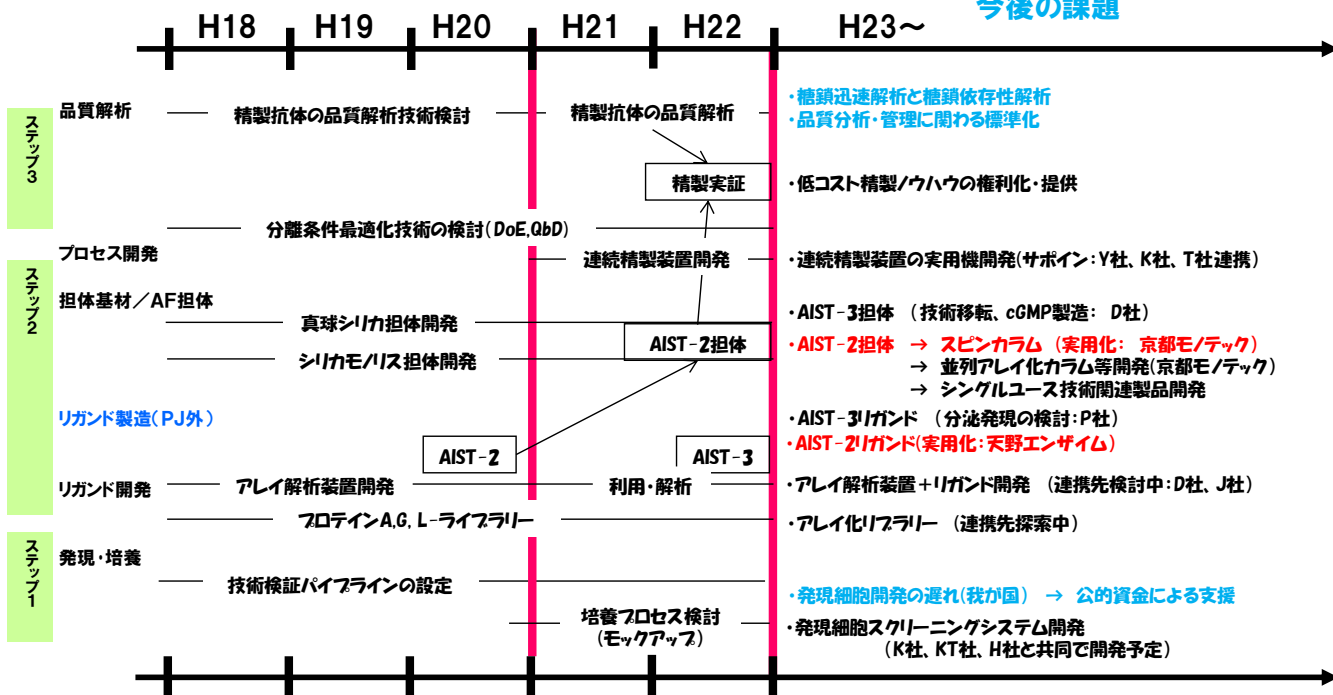 今後の課題
H18 H19 H20 H21 H22 H23～
ステップ3
品質解析
精製抗体の品質解析技術検討
精製抗体の品質解析
・糖鎖迅速解析と糖鎖依存性解析
・品質分析・管理に関わる標準化
精製実証
・低コスト精製ノウハウの権利化・提供
分離条件最適化技術の検討(DoE,QbD)
ステップ2
プロセス開発
連続精製装置開発
・連続精製装置の実用機開発(サポイン：Y社、K社、T社連携)
担体基材／AF担体
真球シリカ担体開発
・AIST-3担体 (技術移転、cGMP製造： D社)
AIST-2担体
・AIST-2担体 → スピンカラム (実用化： 京都モノテック)
シリカモノリス担体開発
→ 並列アレイ化カラム等開発(京都モノテック)
→ シングルユース技術関連製品開発
リガンド製造(PJ外)
・AIST-3リガンド (分泌発現の検討：P社)
AIST-2
AIST-3
・AIST-2リガンド(実用化：天野エンザイム)
リガンド開発
アレイ解析装置開発
利用・解析
・アレイ解析装置＋リガンド開発 (連携先検討中：D社、J社)
プロテインA,G, L-ライブラリー
・アレイ化リブラリー (連携先探索中)
ステップ1
発現・培養
技術検証パイプラインの設定
・発現細胞開発の遅れ(我が国) → 公的資金による支援
培養プロセス検討
(モックアップ)
・発現細胞スクリーニングシステム開発
(K社、KT社、H社と共同で開発予定)